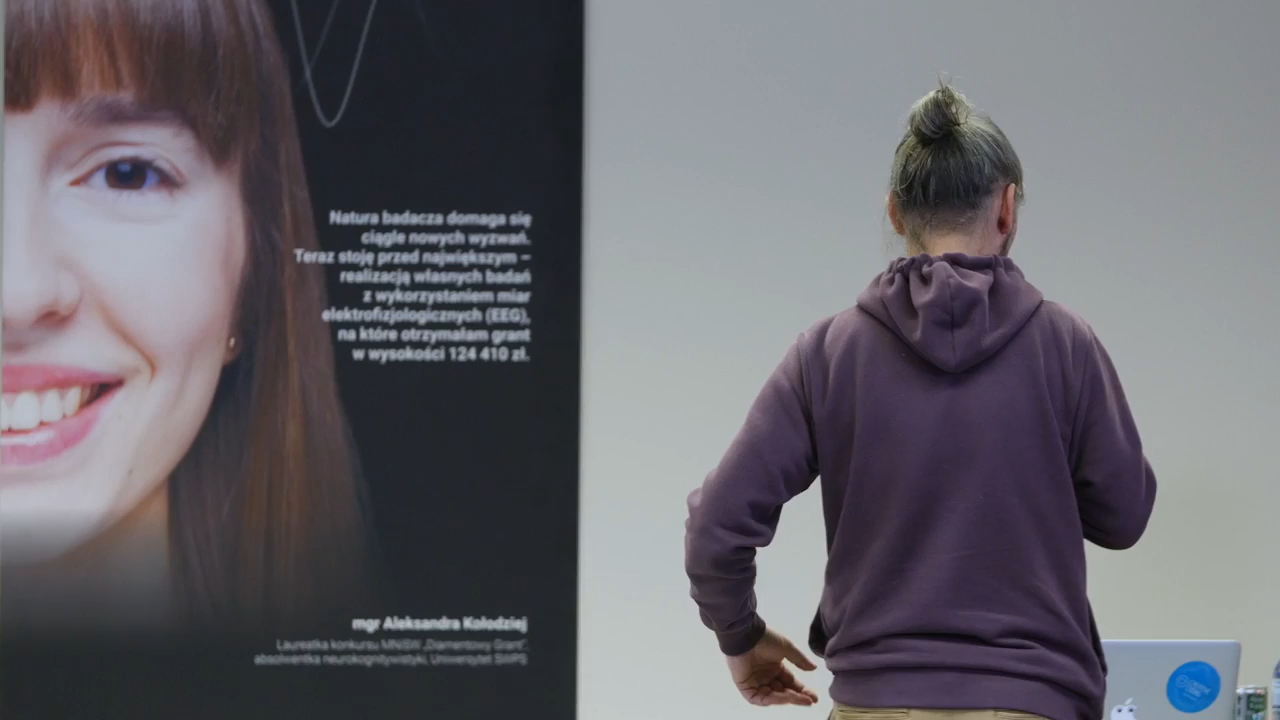 Natura badacza domaga się
ciągle nowych wyzwań.
Teraz stoję przed największym –
realizacją własnych badań
z wykorzystaniem miar
elektrofizjologicznych (EEG),
na które otrzymałam grant
w wysokości 124 410 zł.
mgr Aleksandra Kołodziej
Laureatka konkursu MNiSW „Diamentowy Grant",
absolwentka neurokognitywistyki, Uniwersytet SWPS